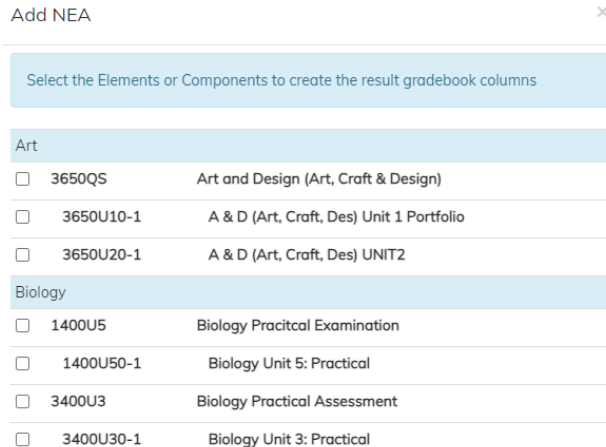 Add NEA ×
Select the Elements or Components to create the result gradebook columns
Art
3650QS Art and Design (Art, Craft & Design)
3650U10-1 A & D (Art, Craft, Des) Unit 1 Portfolio
3650U20-1 A & D (Art, Craft, Des) UNIT2
Biology
1400U5 Biology Pracitcal Examination
1400U50-1 Biology Unit 5: Practical
3400U3 Biology Practical Assessment
3400U30-1 Biology Unit 3: Practical